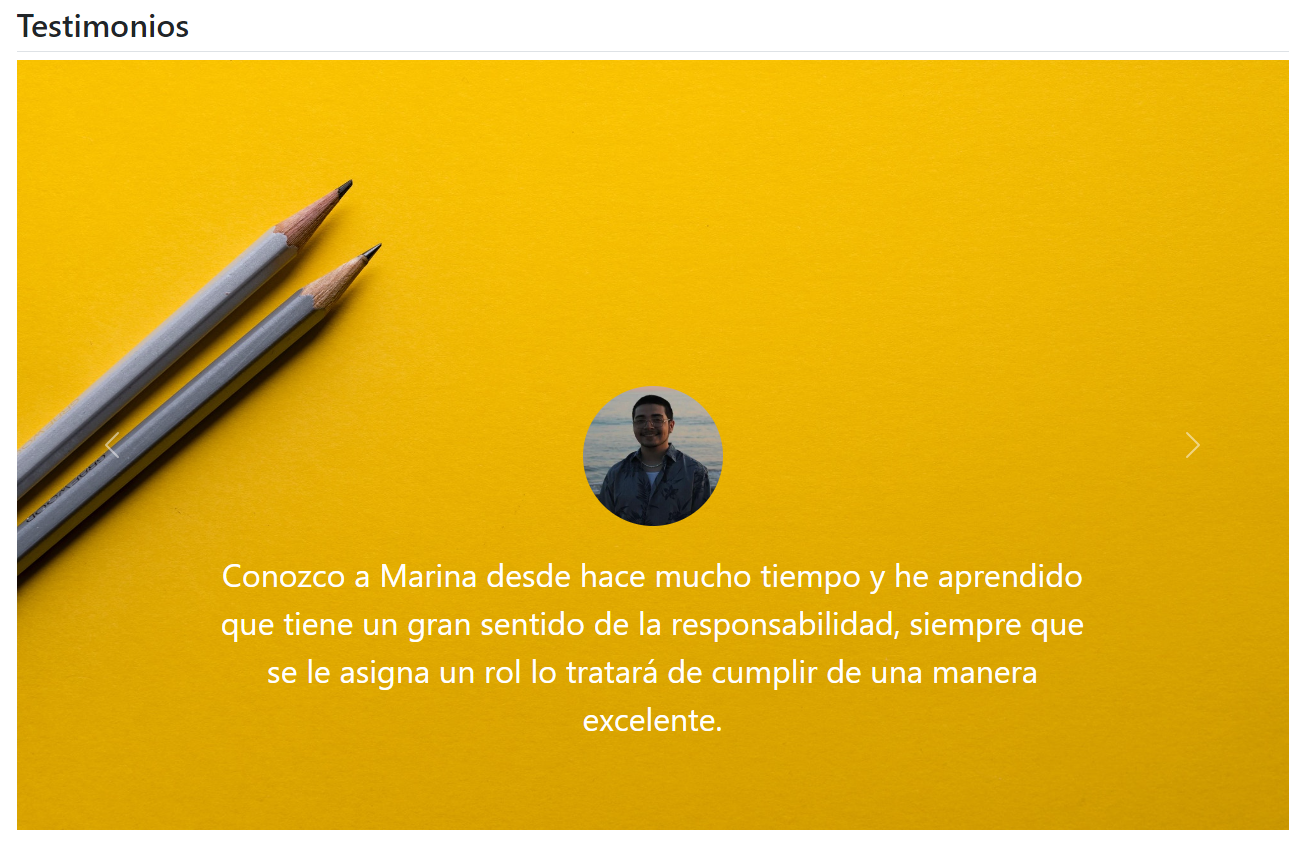 Testimonios
Conozco a Marina desde hace mucho tiempo y he aprendido
que tiene un gran sentido de la responsabilidad, siempre que
se le asigna un rol lo tratará de cumplir de una manera
excelente.